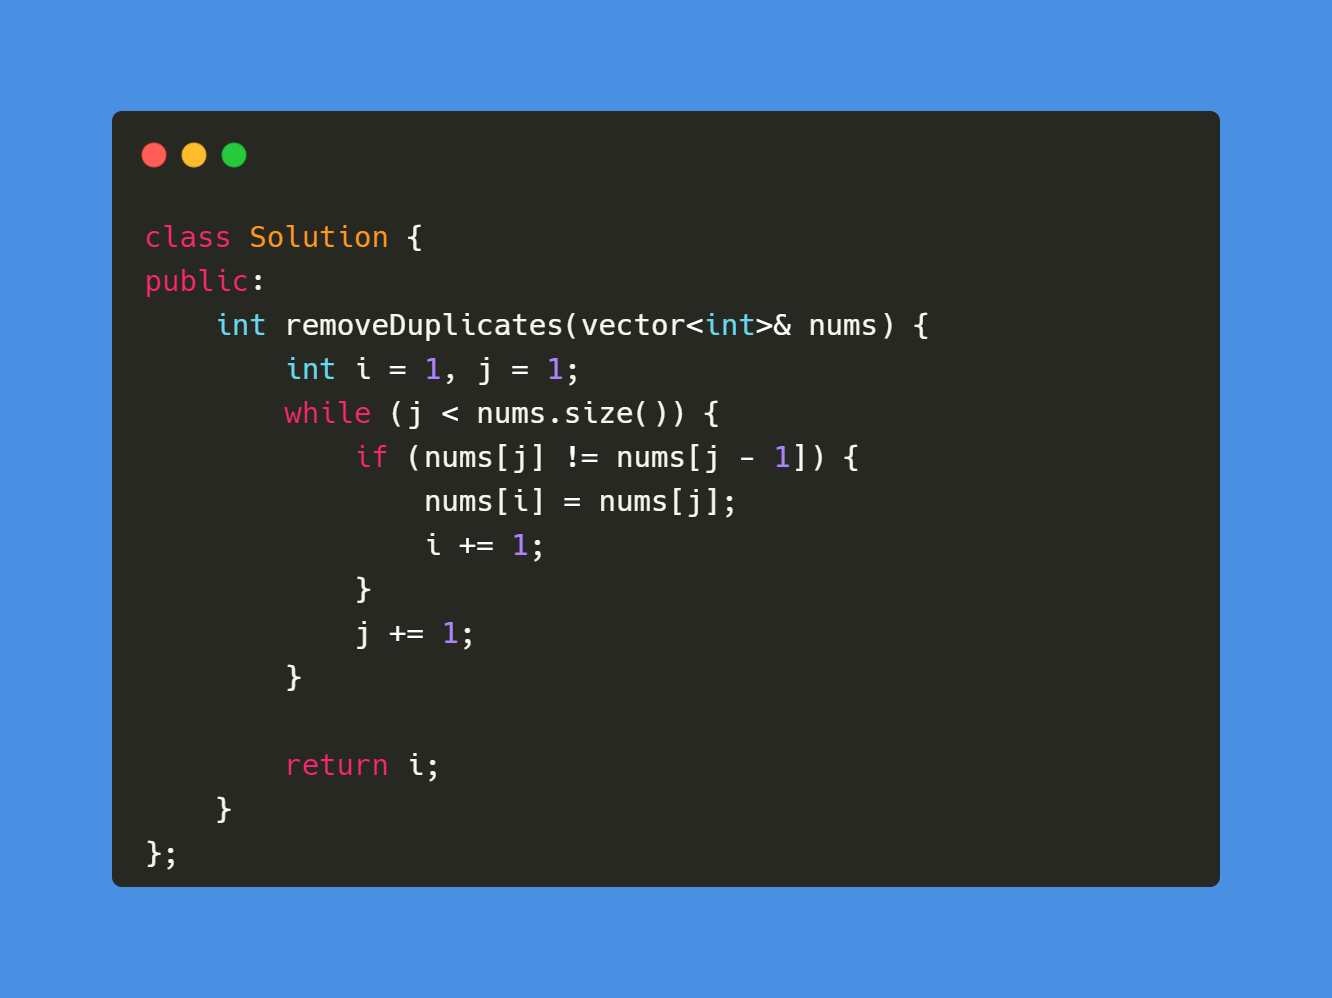 class Solution {
public:
    int removeDuplicates(vector<int>& nums) {
        int i = 1, j = 1;
        while (j < nums.size()) {
            if (nums[j] != nums[j - 1]) {
                nums[i] = nums[j];
                i += 1;
            }
            j += 1;
        }

        return i;
    }
};